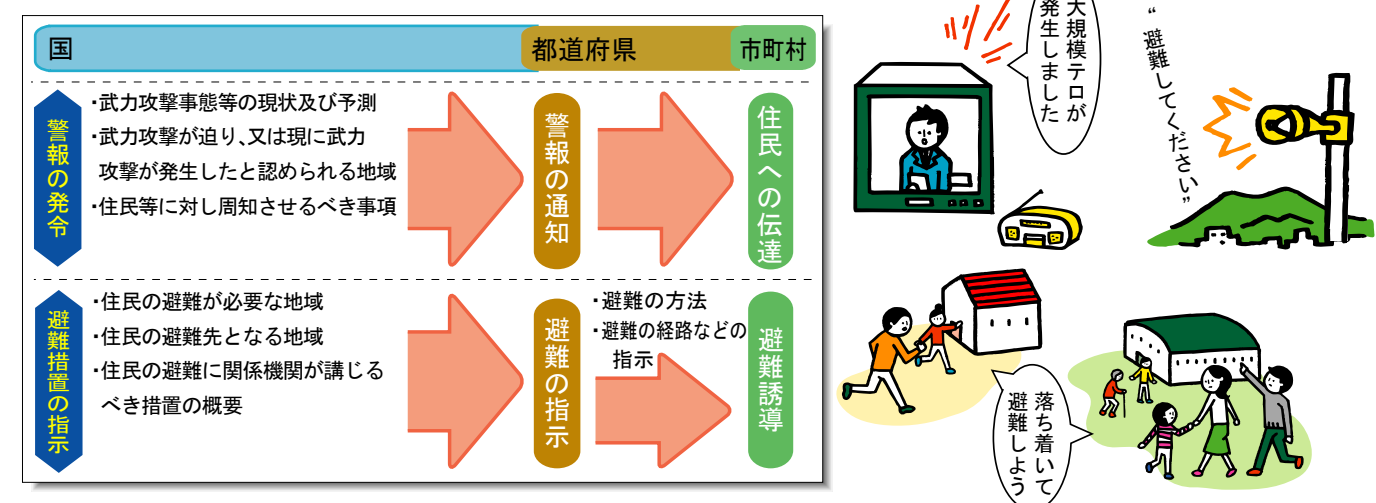 国
都道府県
市町村
警報の発令
・武力攻撃事態等の現状及び予測
・武力攻撃が迫り、又は現に武力
攻撃が発生したと認められる地域
・住民等に対し周知させるべき事項
警報の通知
住民への伝達
避難措置の指示
・住民の避難が必要な地域
・住民の避難先となる地域
・住民の避難に関係機関が講じる
べき措置の概要
避難の指示
・避難の方法
・避難の経路などの
指示
避難誘導
大規模テロが
発生しました
“避難してください”
落ち着いて
避難しよう